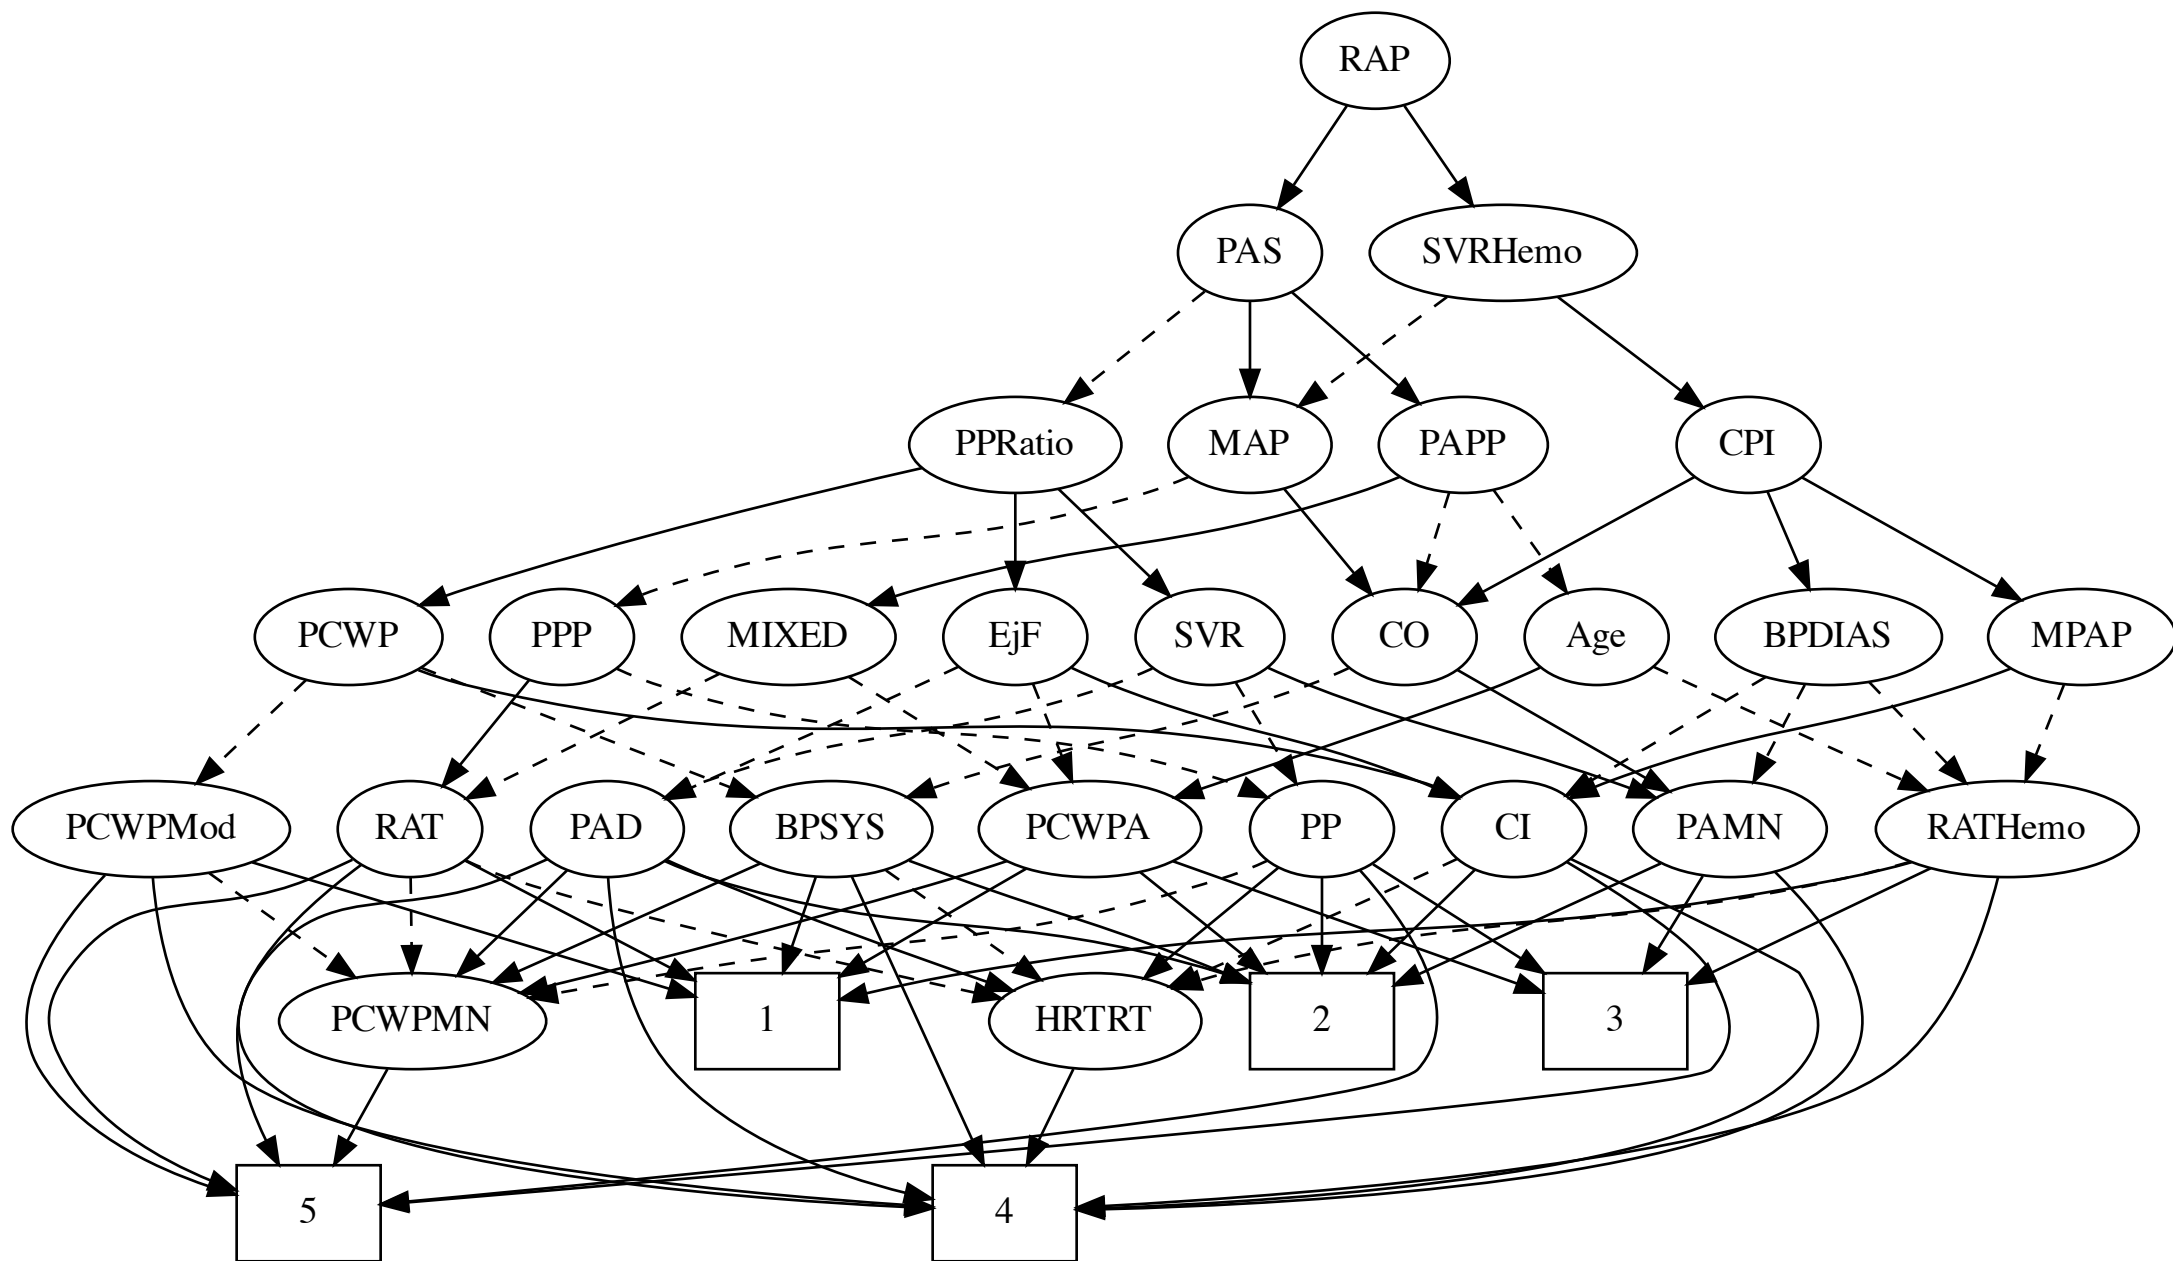 RAP
PAS
SVRHemo
PPRatio
MAP
PAPP
CPI
PCWP
PPP
MIXED
EjF
SVR
CO
Age
BPDIAS
MPAP
PCWPMod
RAT
PAD
BPSYS
PCWPA
PP
CI
PAMN
RATHemo
PCWPMN
1
HRTRT
2
3
5
4